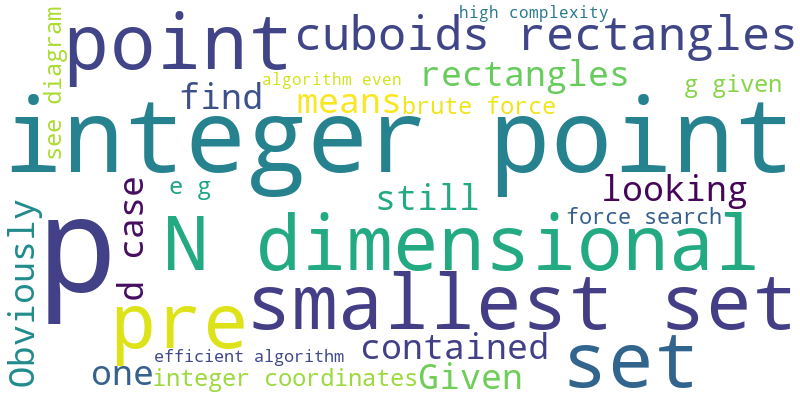 high complexity
point
cuboids rectangles
see diagram
algorithm even
rectangles
g given
find
means
brute force
integer point
d case
e g
still
looking
force search
Obviously
p
N dimensional
smallest set
pre
contained
set
efficient algorithm
one
integer coordinates
Given